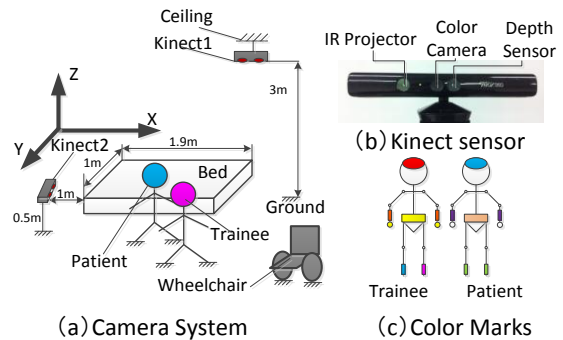 Ceiling
Kinect1
3m
Z
X
Y
Kinect2
1.9m
1m
Bed
1m
0.5m
Ground
Trainee
Patient
Wheelchair
(a) Camera System
IR Projector
Color
Camera
Depth
Sensor
(b) Kinect sensor
Trainee
Patient
(c) Color Marks